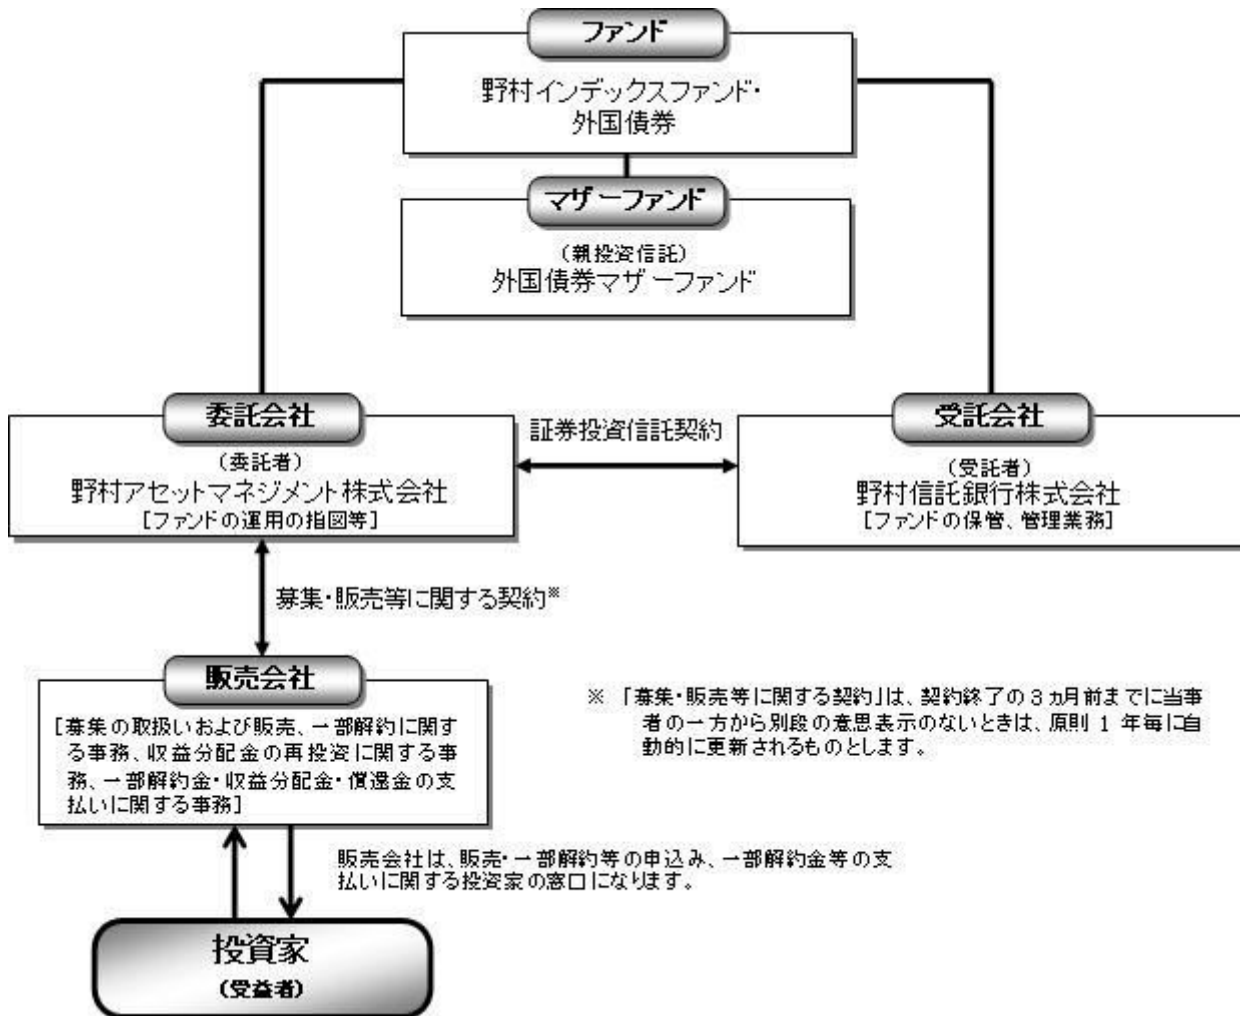 ファンド
野村インデックスファンド・
外国債券
マザーファンド
(親投資信託)
外国債券マザーファンド
委託会社
(委託者)
野村アセットマネジメント株式会社
[ファンドの運用の指図等]
証券投資信託契約
受託会社
(受託者)
野村信託銀行株式会社
[ファンドの保管、管理業務]
募集・販売等に関する契約※
販売会社
[募集の取扱いおよび販売、一部解約に関す
る事務、収益分配金の再投資に関する事
務、一部解約金・収益分配金・償還金の支
払いに関する事務]
※ 「募集・販売等に関する契約」は、契約終了の3ヵ月前までに当事
者の一方から別段の意思表示のないときは、原則 1 年毎に自
動的に更新されるものとします。
販売会社は、販売・一部解約等の申込み、一部解約金等の支
払いに関する投資家の窓口になります。
投資家
(受益者)